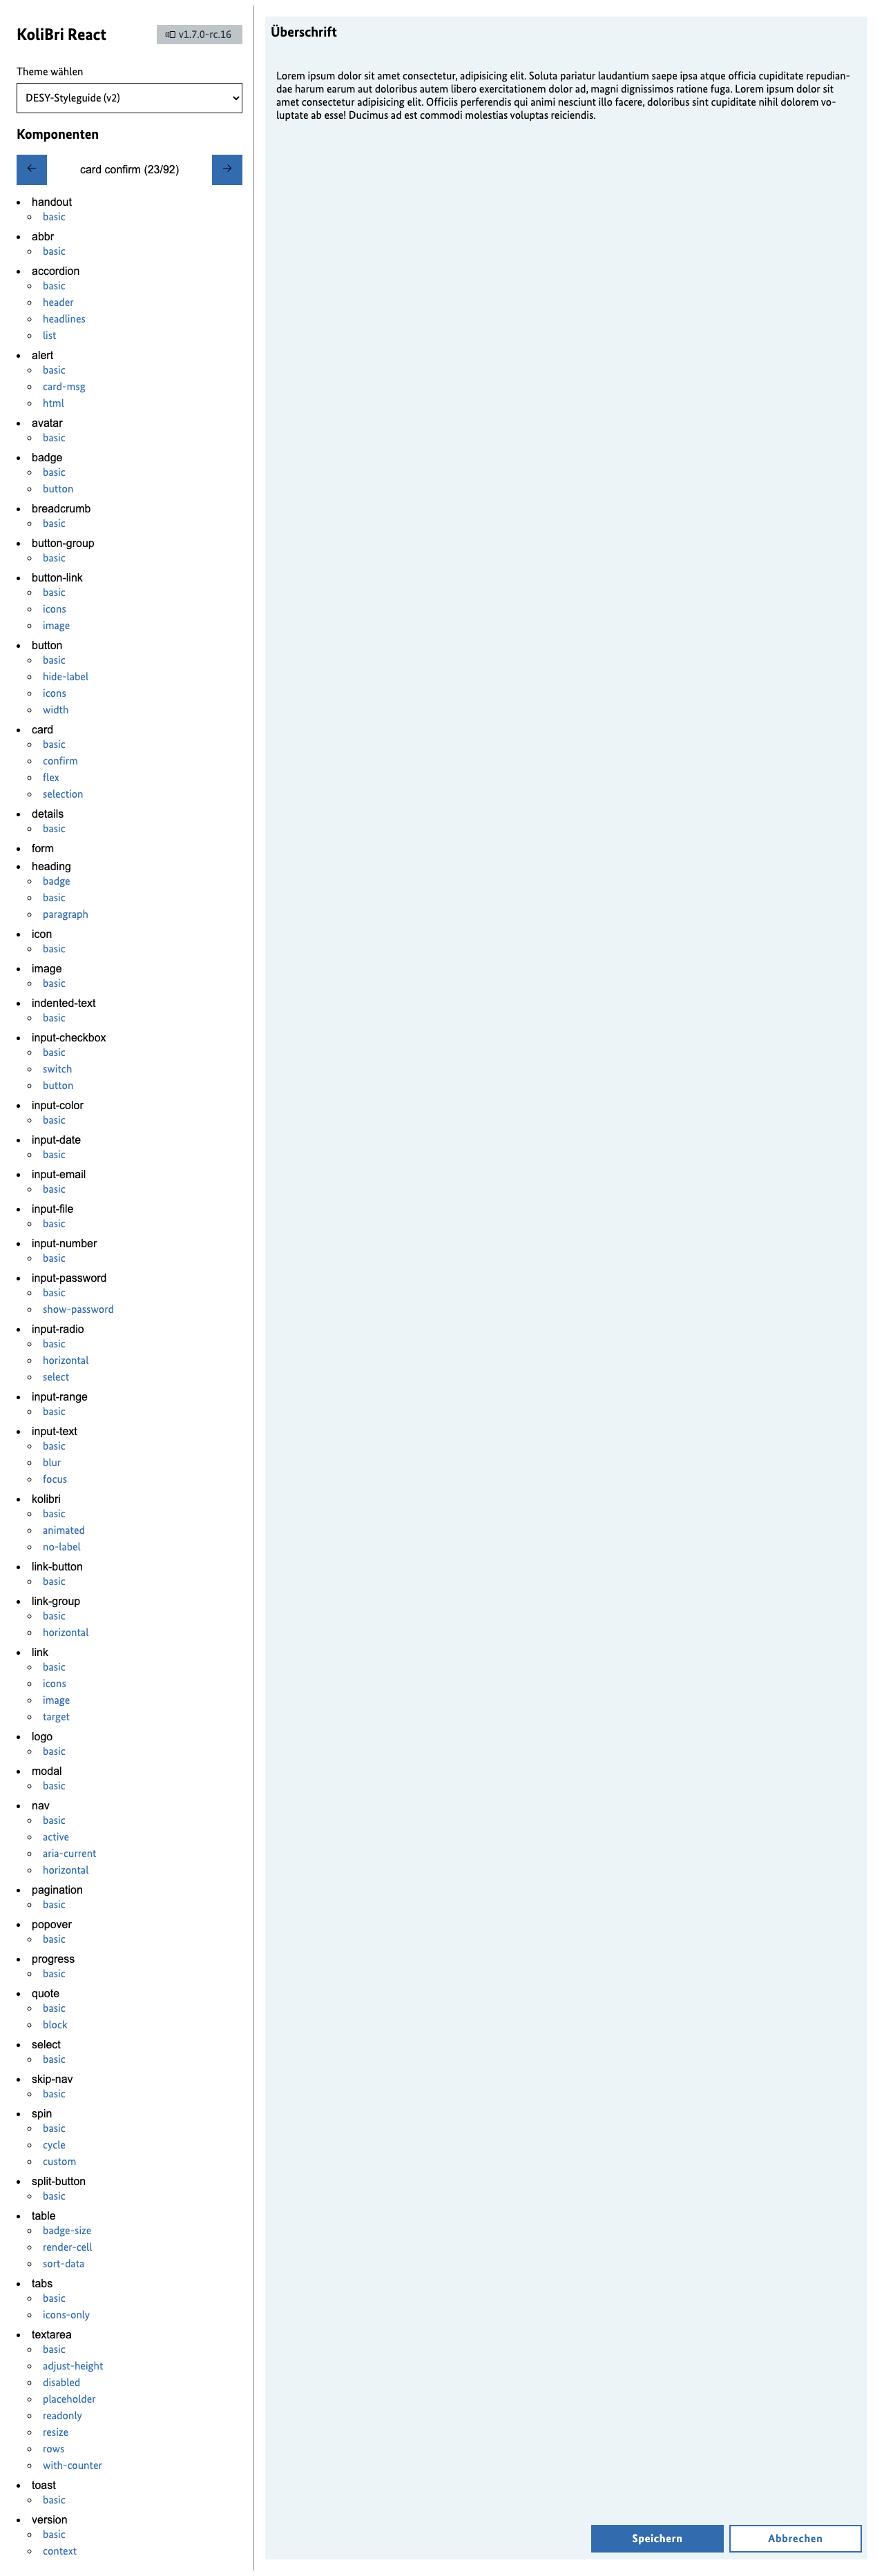 KoliBri React
v1.7.0-rc.16
Theme wählen
DESY-Styleguide (v2)
Komponenten
card confirm (23/92)
handout
basic
abbr
basic
accordion
basic
header
headlines
list
alert
basic
card-msg
html
avatar
basic
badge
basic
button
breadcrumb
basic
button-group
basic
button-link
basic
icons
image
button
basic
hide-label
icons
width
card
basic
confirm
flex
selection
details
basic
form
heading
badge
basic
paragraph
icon
basic
image
basic
indented-text
basic
input-checkbox
basic
switch
button
input-color
basic
input-date
basic
input-email
basic
input-file
basic
input-number
basic
input-password
basic
show-password
input-radio
basic
horizontal
select
input-range
basic
input-text
basic
blur
focus
kolibri
basic
animated
no-label
link-button
basic
link-group
basic
horizontal
link
basic
icons
image
target
logo
basic
modal
basic
nav
basic
active
aria-current
horizontal
pagination
basic
popover
basic
progress
basic
quote
basic
block
select
basic
skip-nav
basic
spin
basic
cycle
custom
split-button
basic
table
badge-size
render-cell
sort-data
tabs
basic
icons-only
textarea
basic
adjust-height
disabled
placeholder
readonly
resize
rows
with-counter
toast
basic
version
basic
context
Überschrift
Lorem ipsum dolor sit amet consectetur, adipisicing elit. Soluta pariatur laudantium saepe ipsa atque officia cupiditate repudian-
dae harum earum aut doloribus autem libero exercitationem dolor ad, magni dignissimos ratione fuga. Lorem ipsum dolor sit
amet consectetur adipisicing elit. Officiis perferendis qui animi nesciunt illo facere, doloribus sint cupiditate nihil dolorem vo-
luptate ab esse! Ducimus ad est commodi molestias voluptas reiciendis.
Speichern
Abbrechen